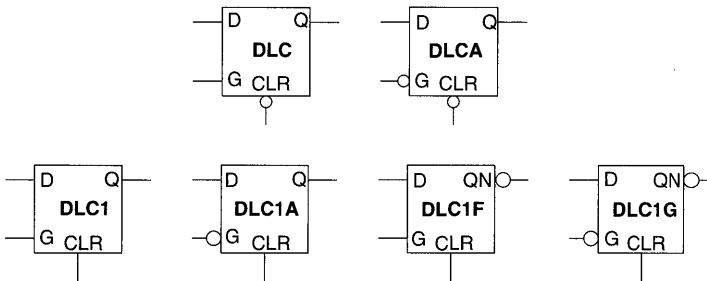 D Q D Q
DLC DLCA
G CLR G CLR
D Q D Q D QN D QN
DLC1 DLC1A DLC1F DLC1G
G CLR G CLR G CLR G CLR